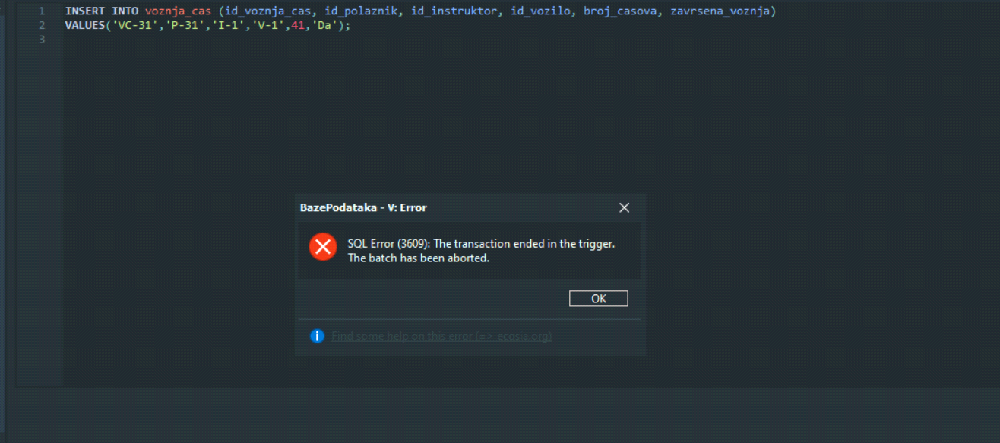 1 INSERT INTO voznja_cas (id_voznja_cas, id_polaznik, id_instruktor, id_vozilo, broj_casova, zavrsena_voznja)
2 VALUES('VC-31','P-31','I-1','V-1',41,'Da');
3
BazePodataka - V: Error
SQL Error (3609): The transaction ended in the trigger.
The batch has been aborted.
OK
Find some help on this error (=> ecosia.org)